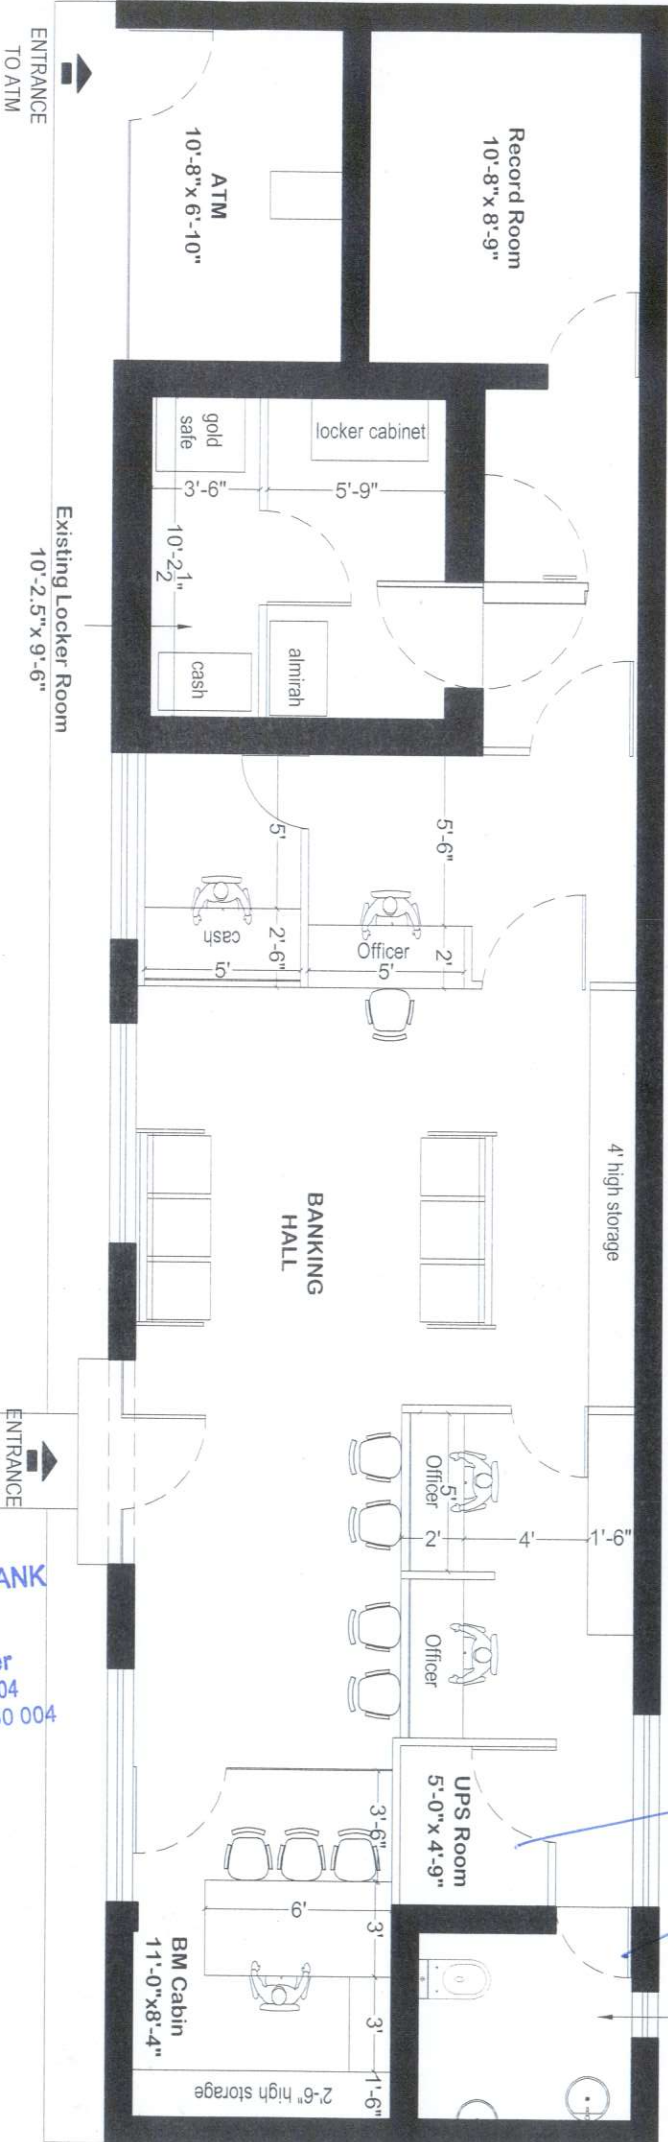 ENTRANCE
TO ATM
ATM
10'-8"x 6'-10"
Record Room
10'-8"x 8'-9"
locker cabinet
gold
safe
3'-6"
5'-9"
10'-2½"
almirah
cash
Existing Locker Room
10'-2.5"x 9'-6"
5'
5'-6"
cash
2'-6"
5'
Officer
2'
5'
4' high storage
BANKING
HALL
ENTRANCE
Officer
5'
2'
4'
1'-6"
Officer
UPS Room
5'-0"x 4'-9"
3'-6"
6'
3'
3'
1'-6"
BM Cabin
11'-0"x8'-4"
2'-6" high storage
ANK
er
04
0 004